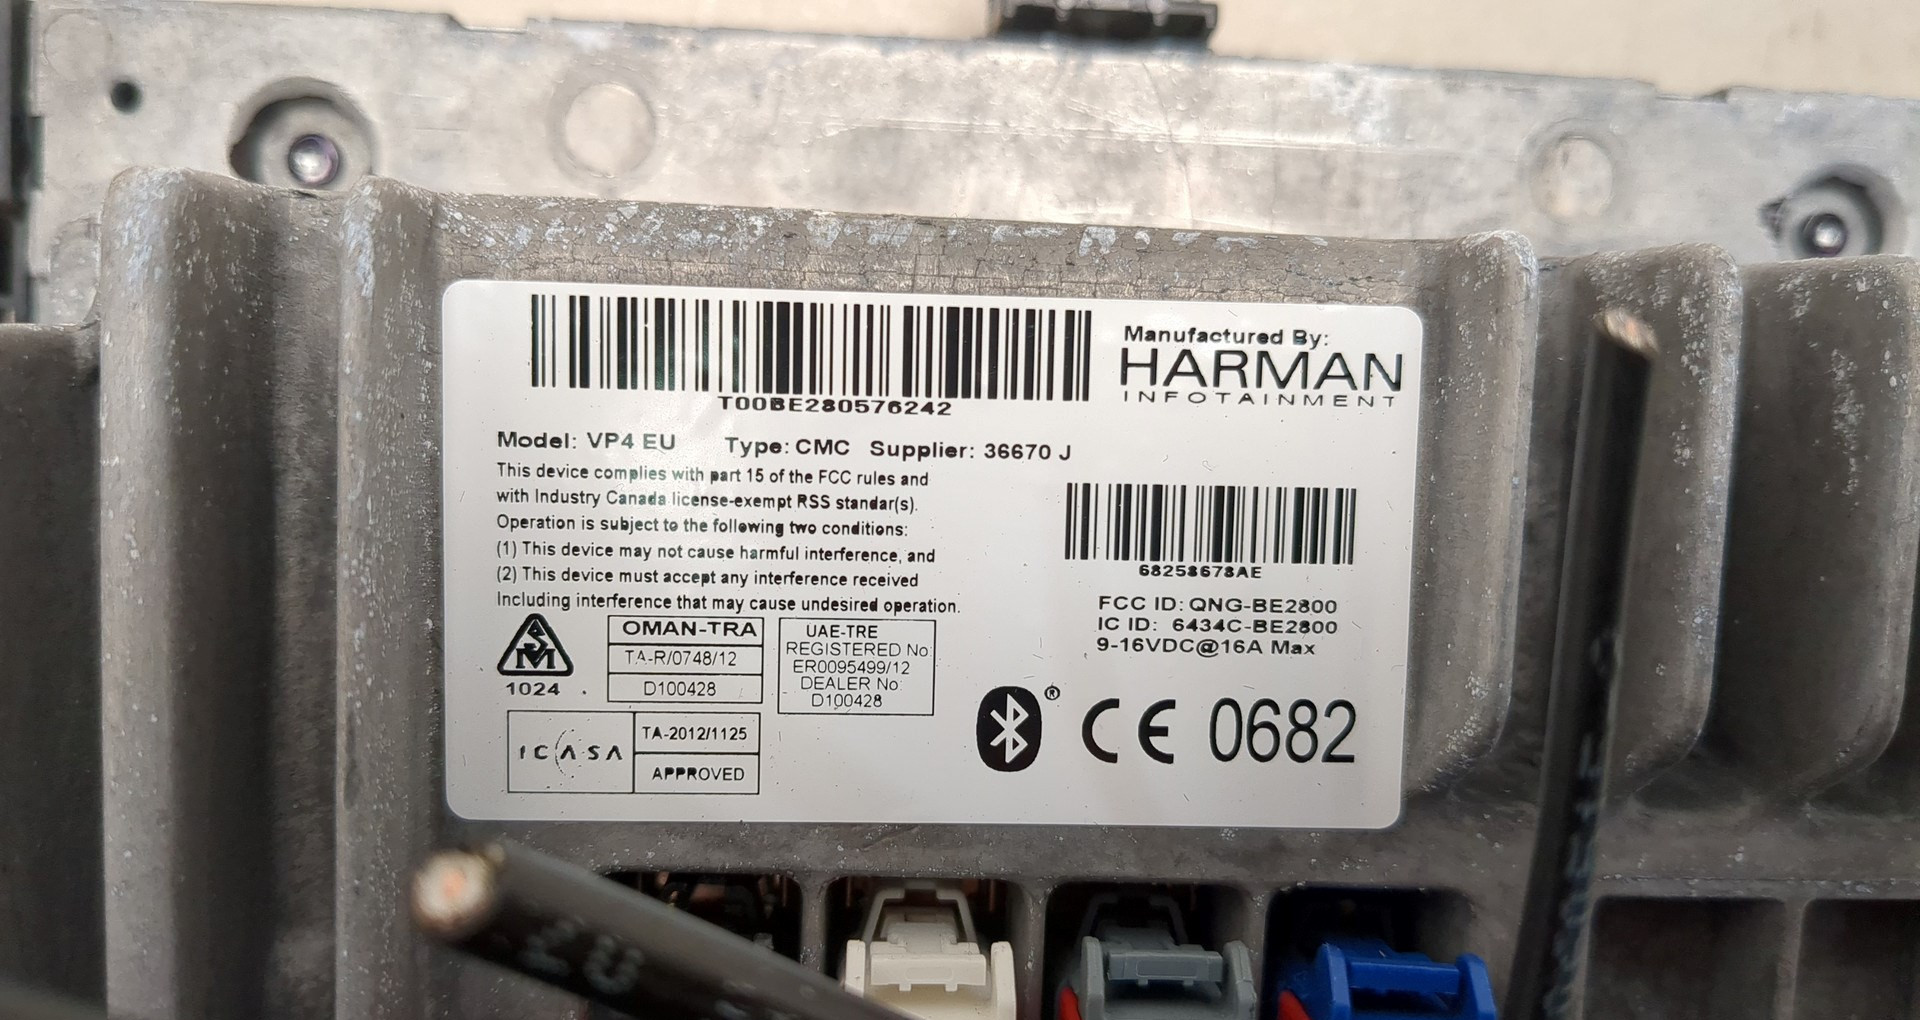 T00BE280576242
Manufactured By:
HARMAN
INFOTAINMENT
Model: VP4 EU Type: CMC Supplier: 36670 J
This device complies with part 15 of the FCC rules and
with Industry Canada license-exempt RSS standar(s).
Operation is subject to the following two conditions:
(1) This device may not cause harmful interference, and
(2) This device must accept any interference received
Including interference that may cause undesired operation.
68258678AE
FCC ID: QNG-BE2800
IC ID: 6434C-BE2800
9-16VDC@16A Max
1024
OMAN-TRA
TA-R/0748/12
D100428
UAE-TRE
REGISTERED No:
ER0095499/12
DEALER No:
D100428
ICASA
TA-2012/1125
APPROVED
®
CE 0682